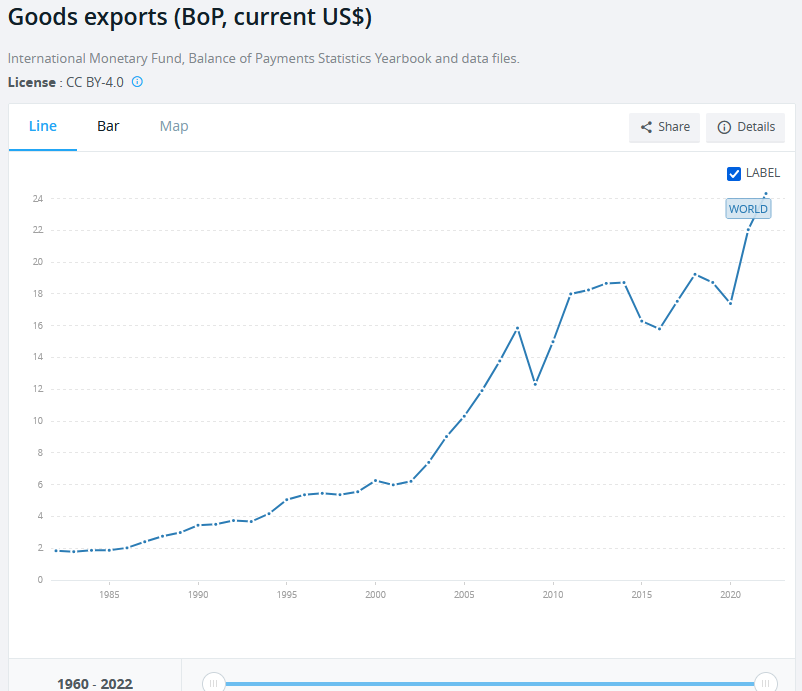 Goods exports (BoP, current US$)
International Monetary Fund, Balance of Payments Statistics Yearbook and data files.
License : CC BY-4.0
Line Bar Map Share Details
LABEL
WORLD
24
22
20
18
16
14
12
10
8
6
4
2
0
1985 1990 1995 2000 2005 2010 2015 2020
1960 - 2022